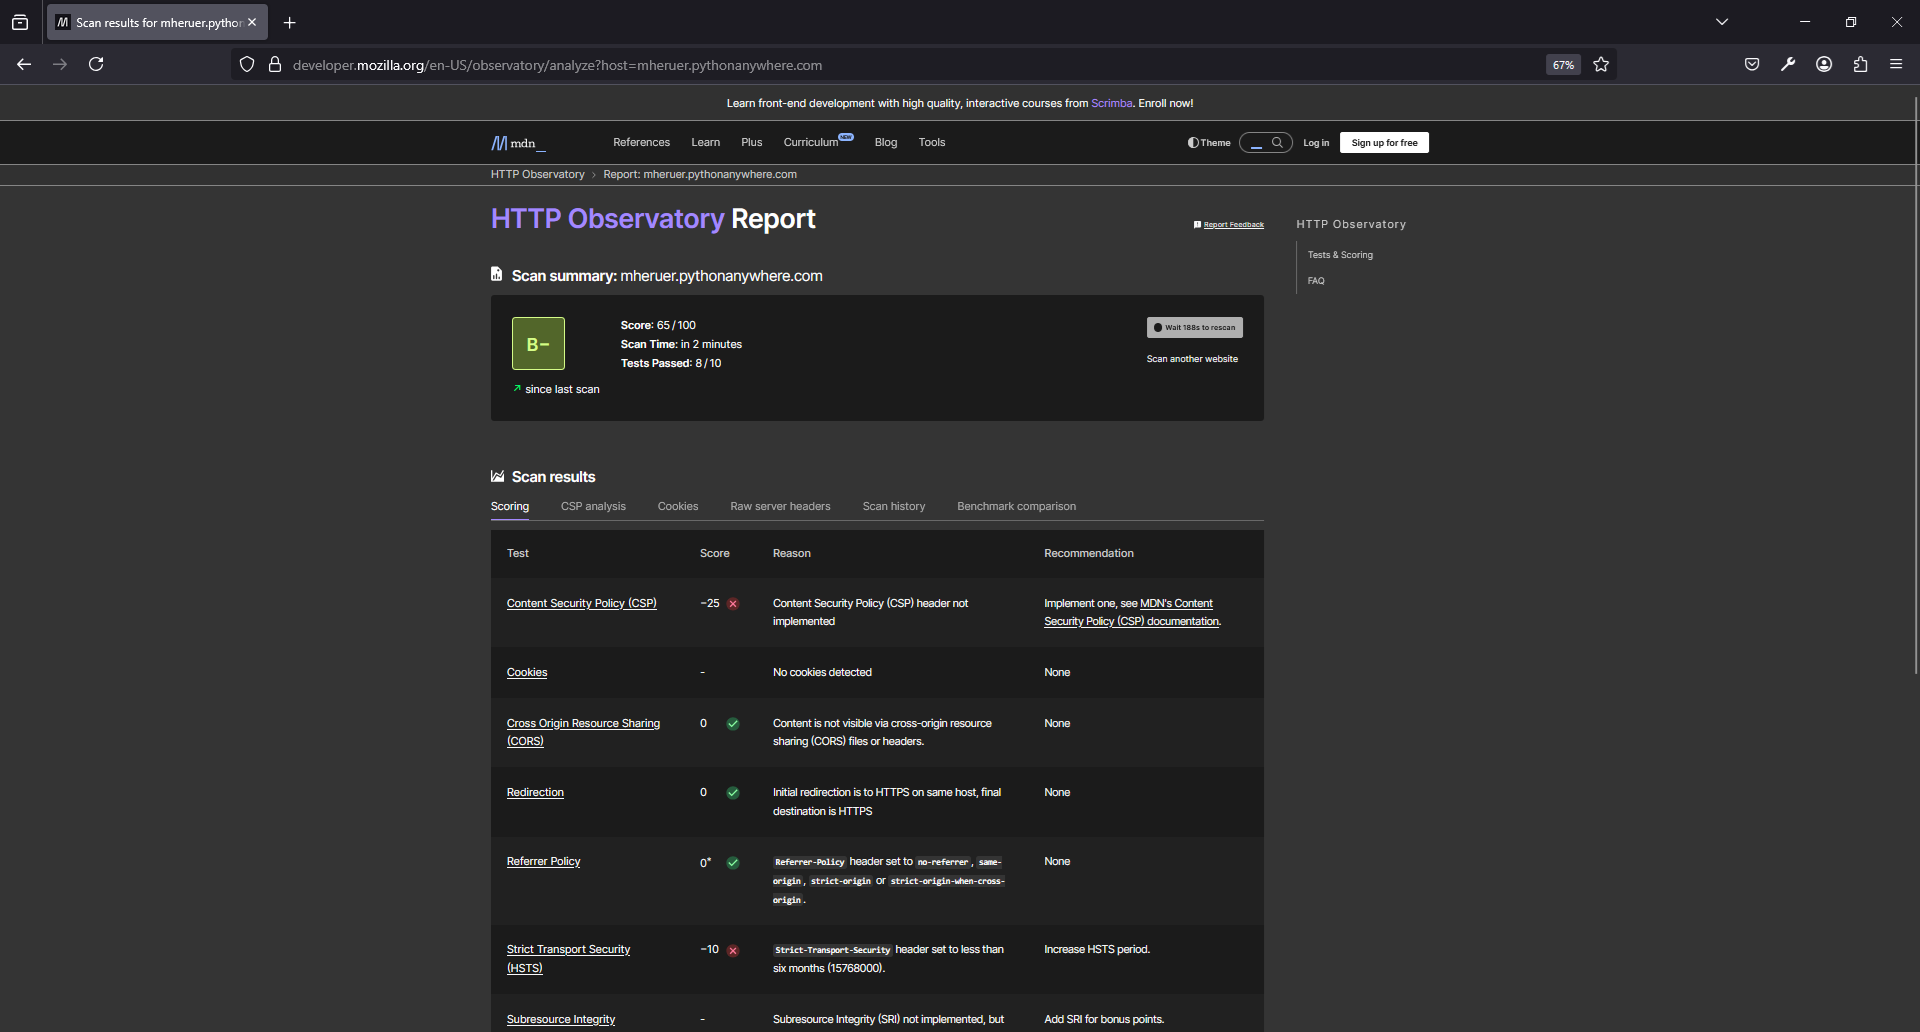 Scan results for mheruer.python
developer.mozilla.org/en-US/observatory/analyze?host=mheruer.pythonanywhere.com
67%
Learn front-end development with high quality, interactive courses from Scrimba. Enroll now!
mdn_
References
Learn
Plus
Curriculum NEW
Blog
Tools
Theme
Log in
Sign up for free
HTTP Observatory
Report: mheruer.pythonanywhere.com
HTTP Observatory Report
Report Feedback
HTTP Observatory
Tests & Scoring
FAQ
Scan summary: mheruer.pythonanywhere.com
B-
since last scan
Score: 65 / 100
Scan Time: in 2 minutes
Tests Passed: 8 / 10
Wait 188s to rescan
Scan another website
Scan results
Scoring
CSP analysis
Cookies
Raw server headers
Scan history
Benchmark comparison
Test Score Reason Recommendation
Content Security Policy (CSP)
-25
Content Security Policy (CSP) header not
implemented
Implement one, see MDN's Content
Security Policy (CSP) documentation.
Cookies
-
No cookies detected
None
Cross Origin Resource Sharing
(CORS)
0
Content is not visible via cross-origin resource
sharing (CORS) files or headers.
None
Redirection
0
Initial redirection is to HTTPS on same host, final
destination is HTTPS
None
Referrer Policy
0*
Referrer-Policy header set to no-referrer, same-
origin, strict-origin or strict-origin-when-cross-
origin.
None
Strict Transport Security
(HSTS)
-10
Strict-Transport-Security header set to less than
six months (15768000).
Increase HSTS period.
Subresource Integrity
-
Subresource Integrity (SRI) not implemented, but
Add SRI for bonus points.